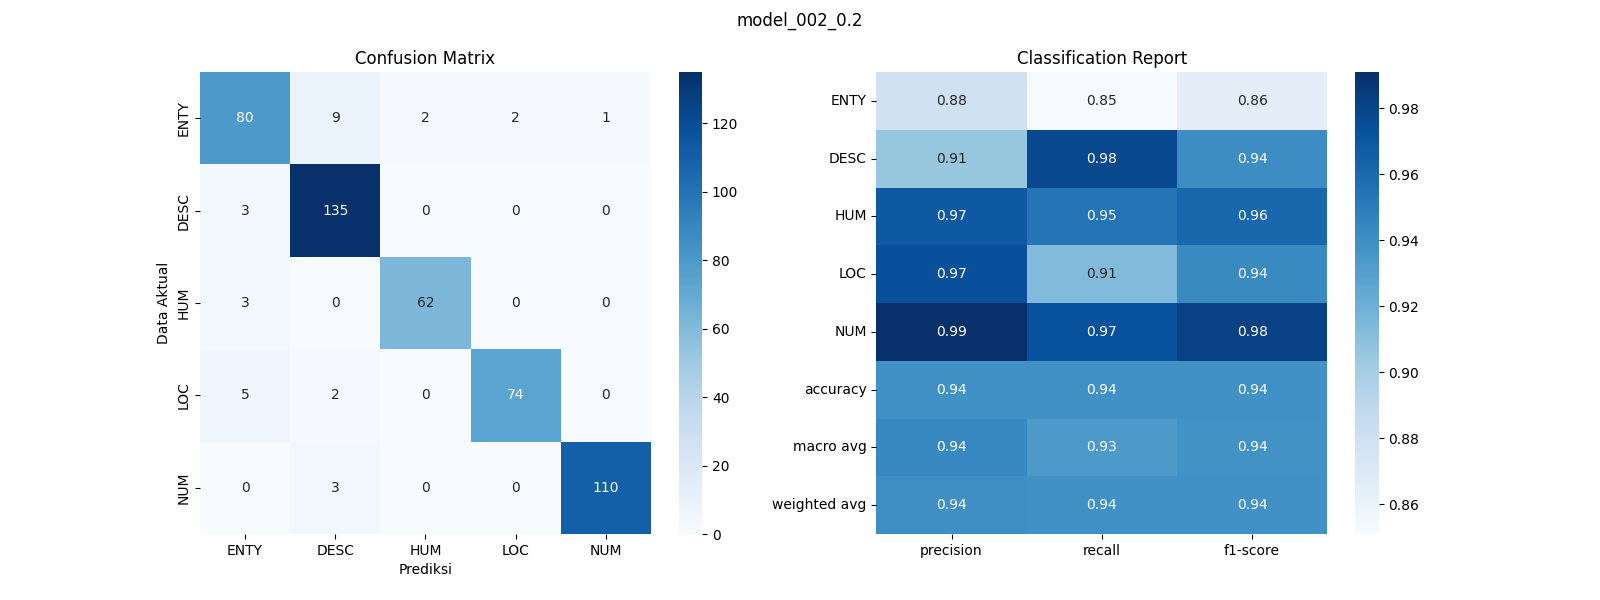 model_002_0.2
Confusion Matrix
ENTY 80 9 2 2 1
DESC 3 135 0 0 0
HUM 3 0 62 0 0
LOC 5 2 0 74 0
NUM 0 3 0 0 110
ENTY DESC HUM LOC NUM
Prediksi
Data Aktual
120
100
80
60
40
20
0
Classification Report
ENTY 0.88 0.85 0.86
DESC 0.91 0.98 0.94
HUM 0.97 0.95 0.96
LOC 0.97 0.91 0.94
NUM 0.99 0.97 0.98
accuracy 0.94 0.94 0.94
macro avg 0.94 0.93 0.94
weighted avg 0.94 0.94 0.94
precision recall f1-score
0.98
0.96
0.94
0.92
0.90
0.88
0.86